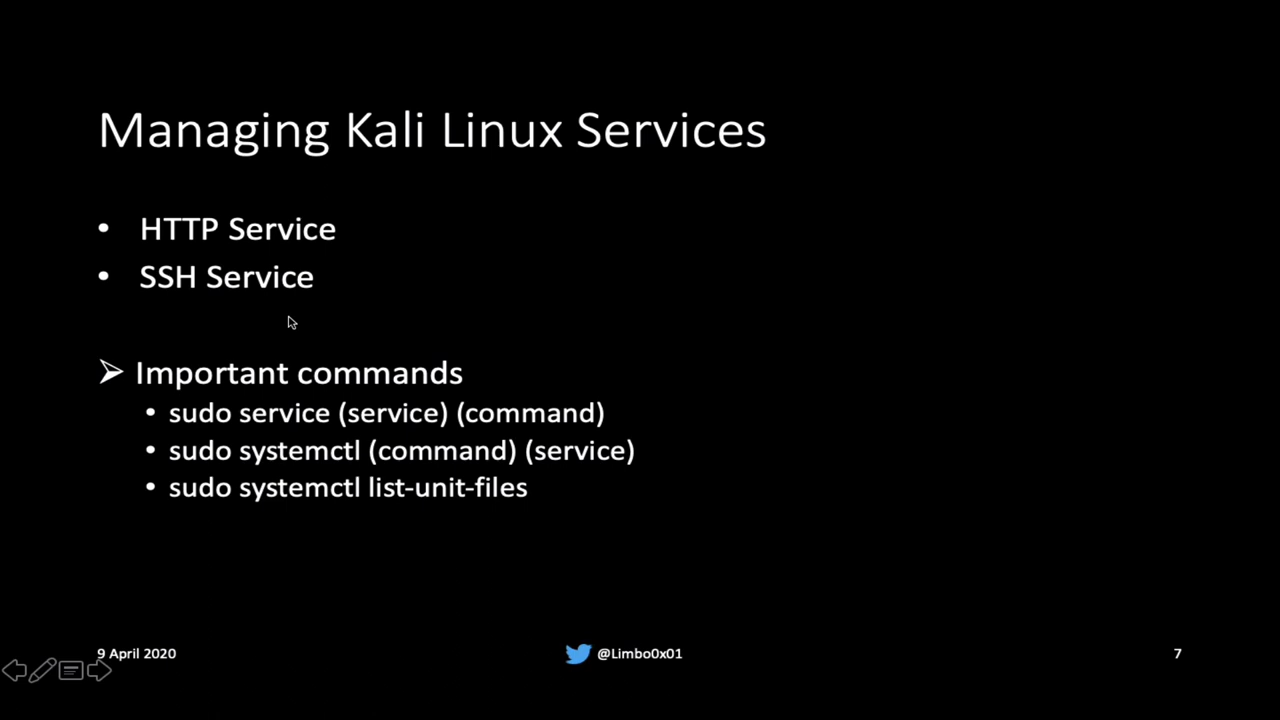 Managing Kali Linux Services
• HTTP Service
• SSH Service
➢ Important commands
• sudo service (service) (command)
• sudo systemctl (command) (service)
• sudo systemctl list-unit-files
9 April 2020
@Limbo0x01
7